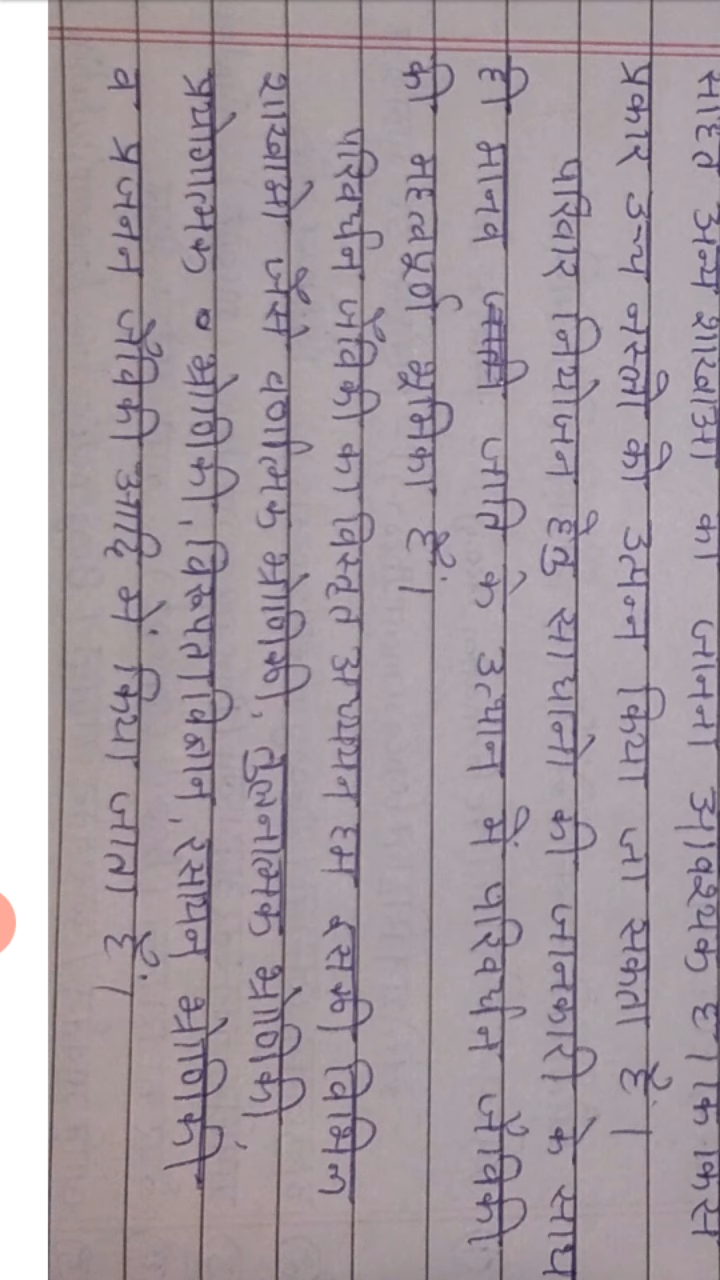 सहित अन्य शाखाओं का जानना आवश्यक है। कि किस
प्रकार उच्च नस्लो को उत्पन्न किया जा सकता हैं।
परिवार नियोजन हेतु साधानो की जानकारी के साथ
ही मानव जाति के उत्थान में परिवर्धन जैविकी
की महत्वपूर्ण भूमिका हैं।
परिवर्धन जैविकी का विस्तृत अध्ययन हम इसकी विभिन्न
शाखाओ जैसे वर्णात्मक भ्रोणिकी, तुलनात्मक भ्रोणिकी,
प्रयोगात्मक भ्रोणिकी, विरूपताविज्ञान, रसायन भ्रोणिकी
व प्रजनन जैविकी आदि में किया जाता हैं।